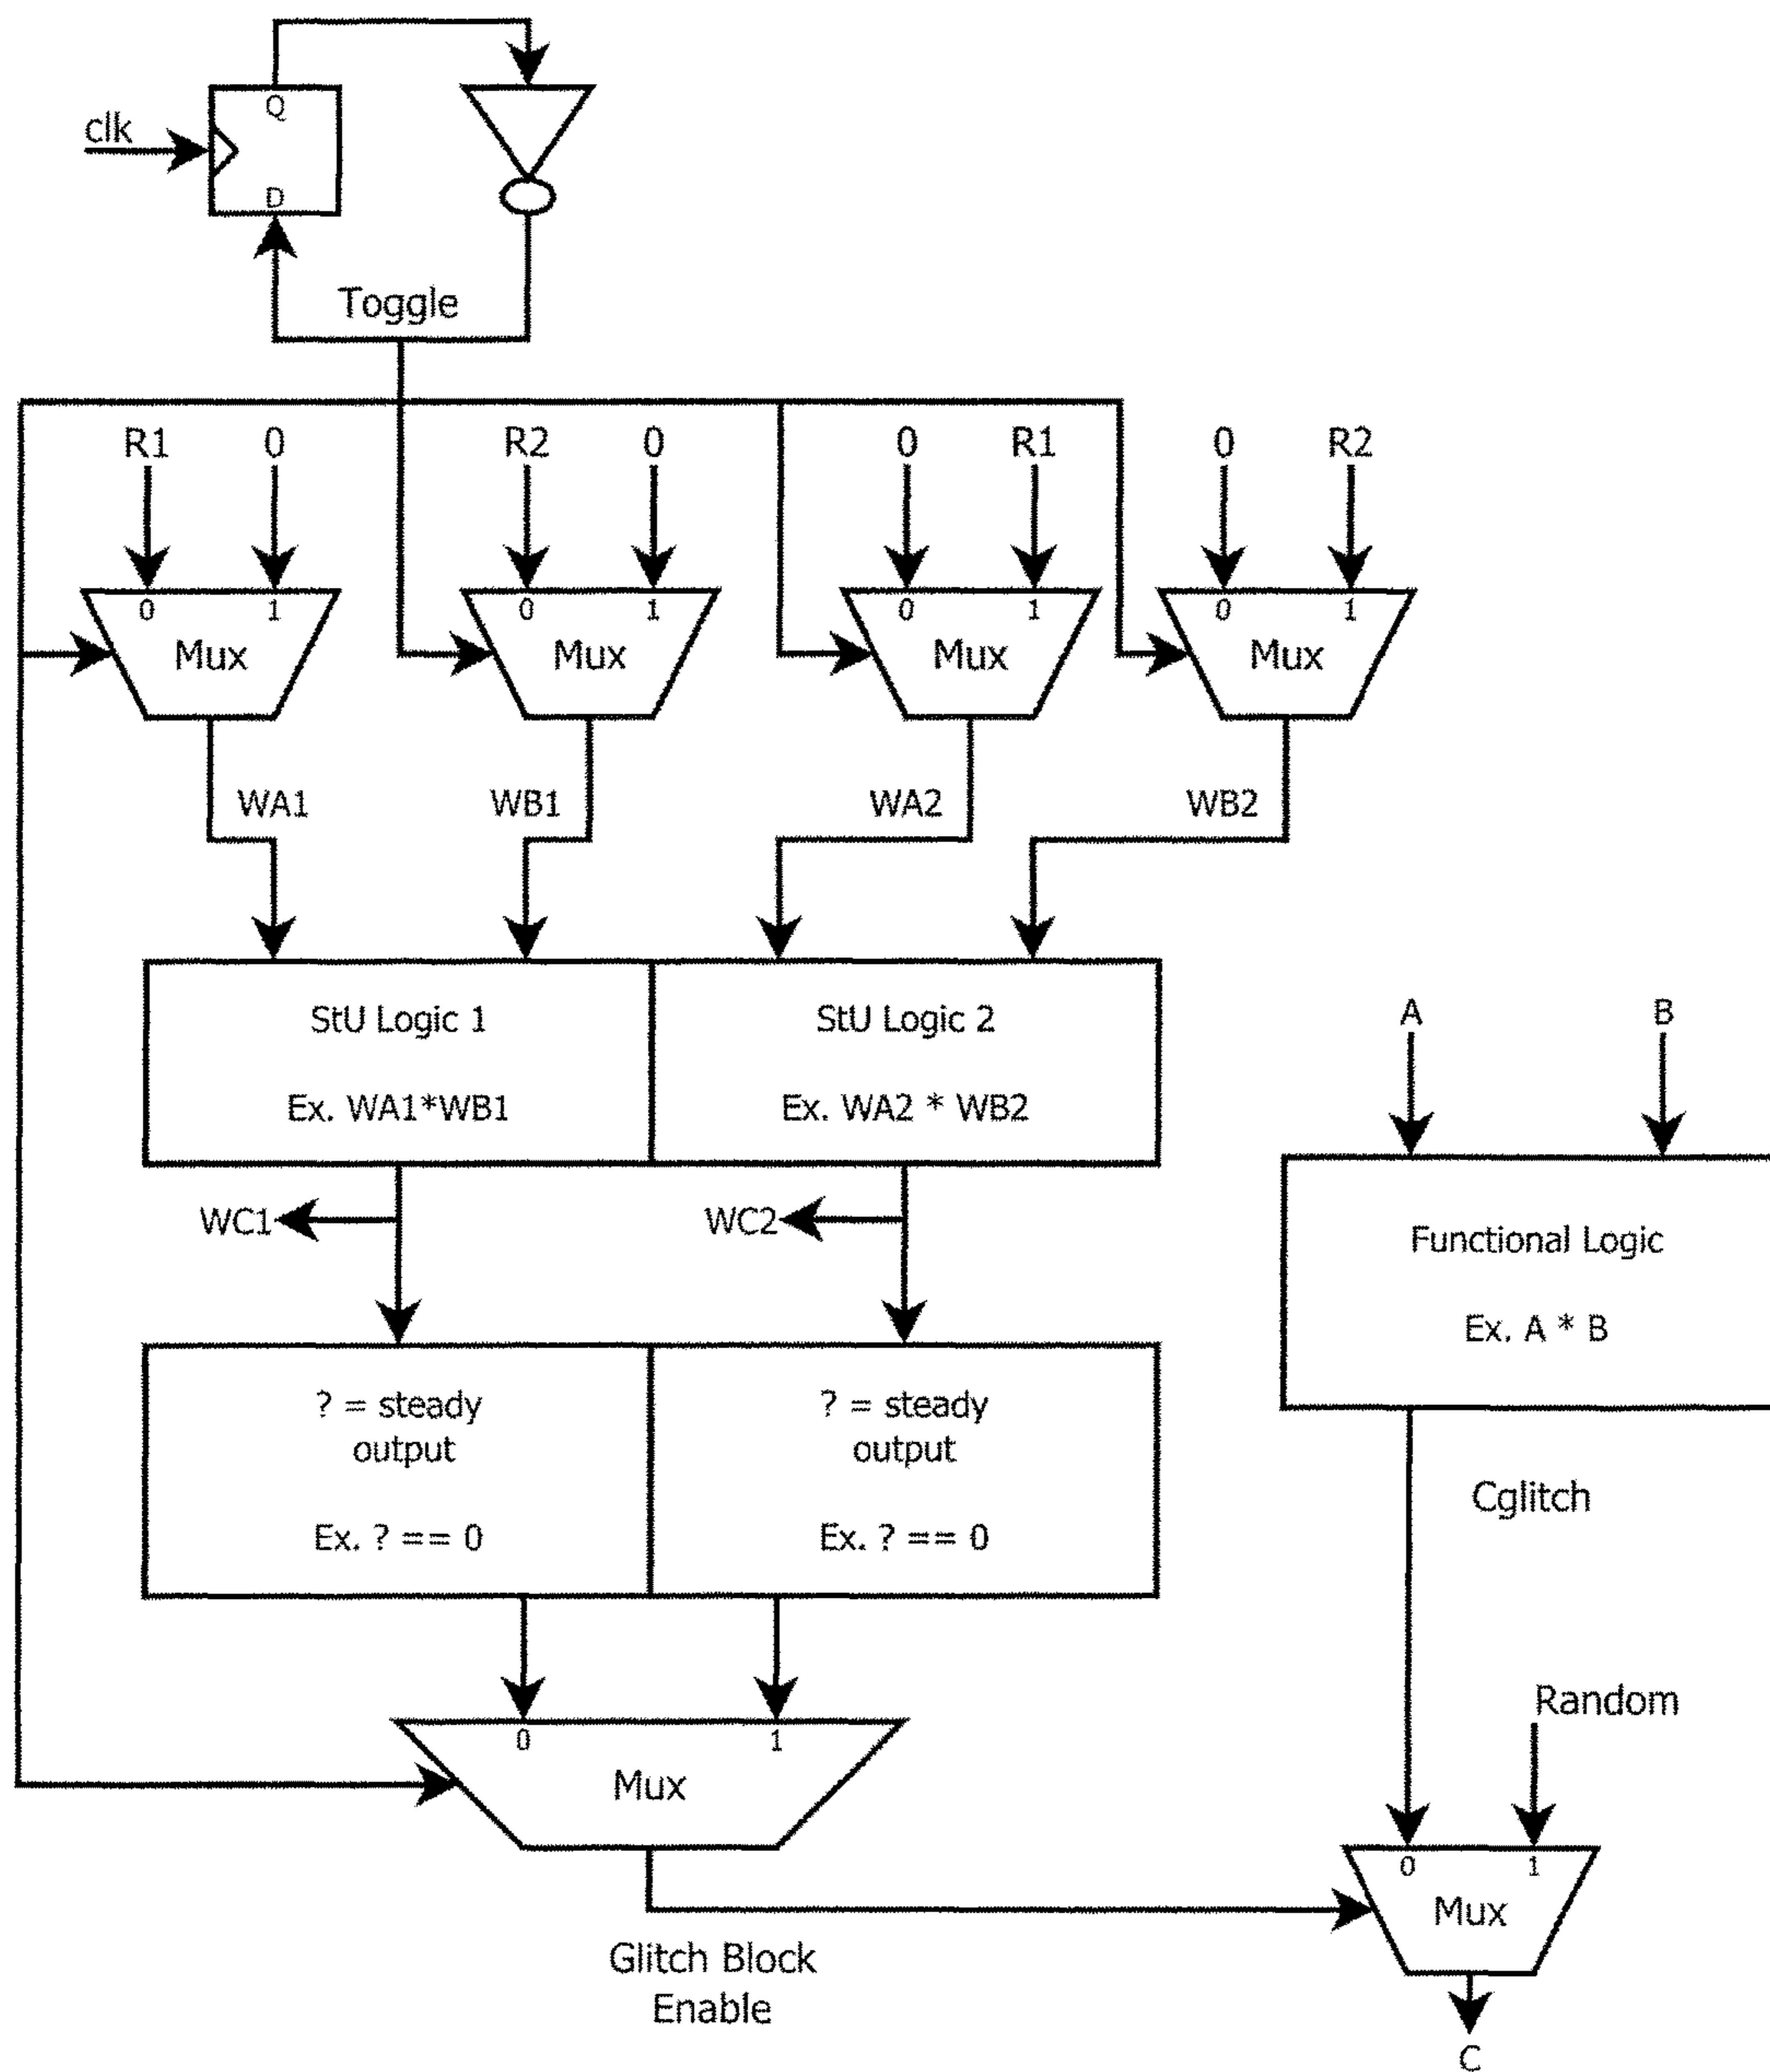 Q
clk
D
Toggle
R1 0 R2 0 0 R1 0 R2
0 1 0 1 0 1 0 1
Mux Mux Mux Mux
WA1 WB1 WA2 WB2
StU Logic 1 StU Logic 2
A B
Ex. WA1*WB1 Ex. WA2 * WB2
WC1 WC2
Functional Logic
Ex. A * B
? = steady ? = steady
output output
Cglitch
Ex. ? == 0 Ex. ? == 0
Random
0 1
Mux
0 1
Mux
Glitch Block
Enable
C